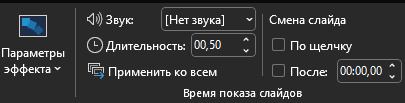 Параметры
эффекта
Звук: [Нет звука]
Длительность: 00,50
Применить ко всем
Смена слайда
По щелчку
После: 00:00,00
Время показа слайдов